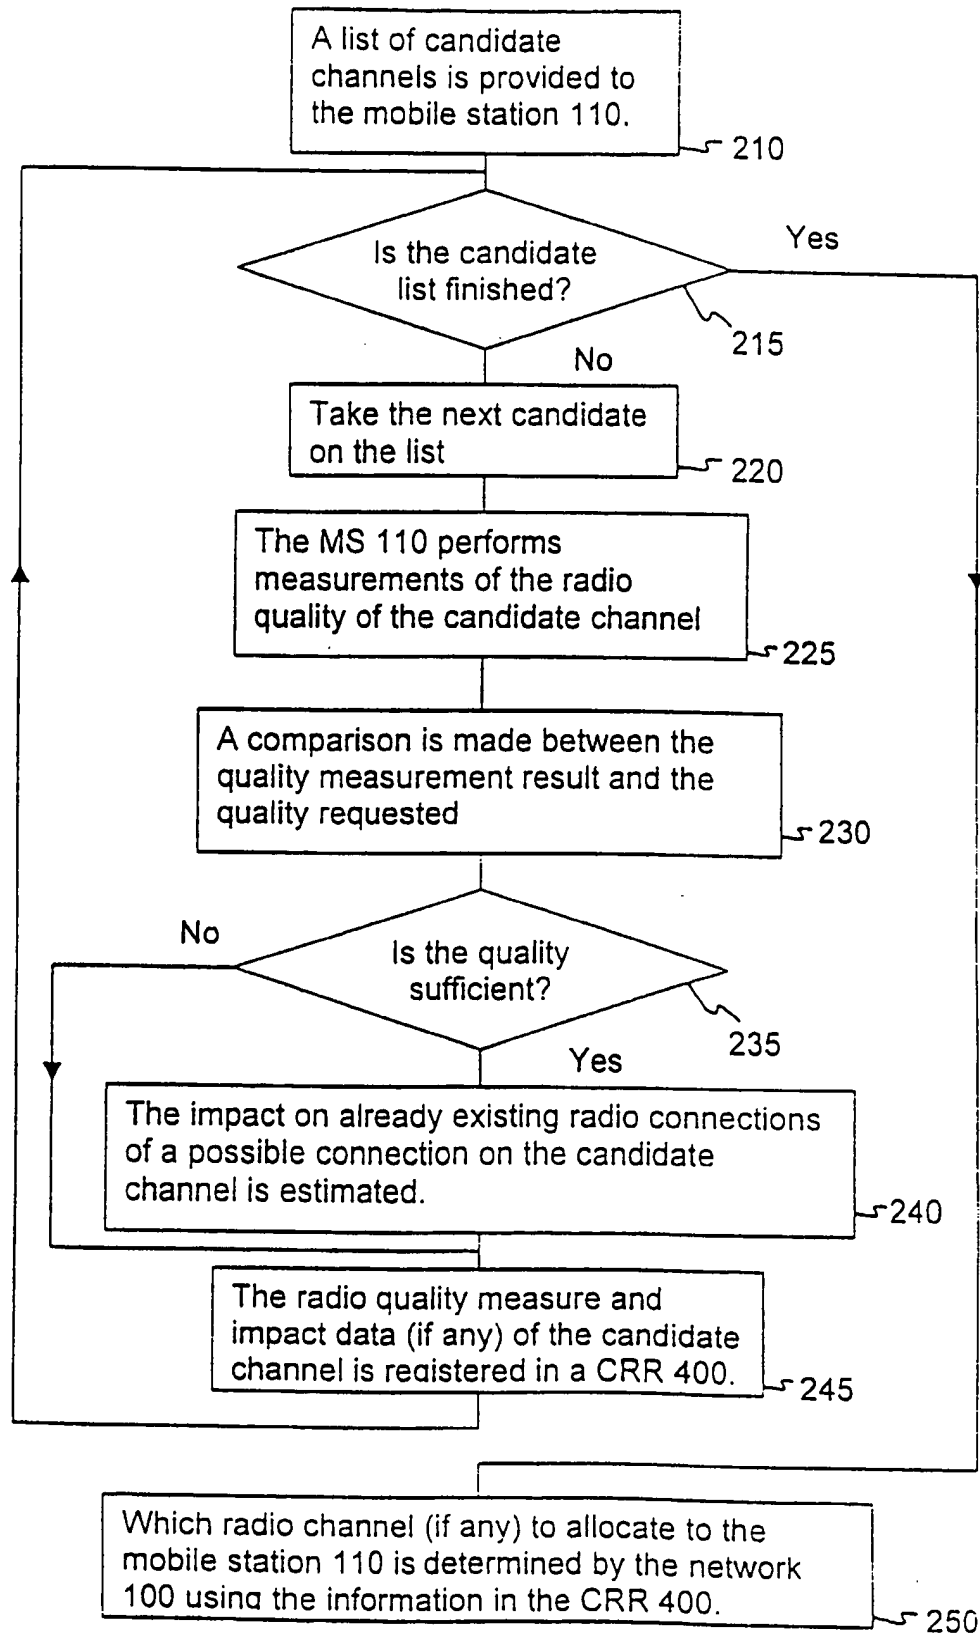 A list of candidate
channels is provided to
the mobile station 110.
210
Is the candidate
list finished?
Yes
215
No
Take the next candidate
on the list
220
The MS 110 performs
measurements of the radio
quality of the candidate channel
225
A comparison is made between the
quality measurement result and the
quality requested
230
No
Is the quality
sufficient?
235
Yes
The impact on already existing radio connections
of a possible connection on the candidate
channel is estimated.
240
The radio quality measure and
impact data (if any) of the candidate
channel is registered in a CRR 400.
245
Which radio channel (if any) to allocate to the
mobile station 110 is determined by the network
100 using the information in the CRR 400.
250